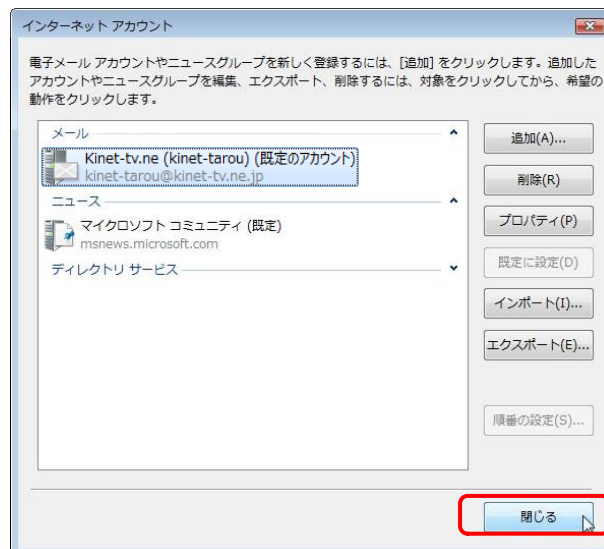 インターネット アカウント
電子メール アカウントやニュースグループを新しく登録するには、[追加] をクリックします。追加した
アカウントやニュースグループを編集、エクスポート、削除するには、対象をクリックしてから、希望の
動作をクリックします。
メール
Kinet-tv.ne (kinet-tarou) (既定のアカウント)
kinet-tarou@kinet-tv.ne.jp
ニュース
マイクロソフト コミュニティ (既定)
msnews.microsoft.com
ディレクトリ サービス
追加(A)...
削除(R)
プロパティ(P)
既定に設定(D)
インポート(I)...
エクスポート(E)...
順番の設定(S)...
閉じる